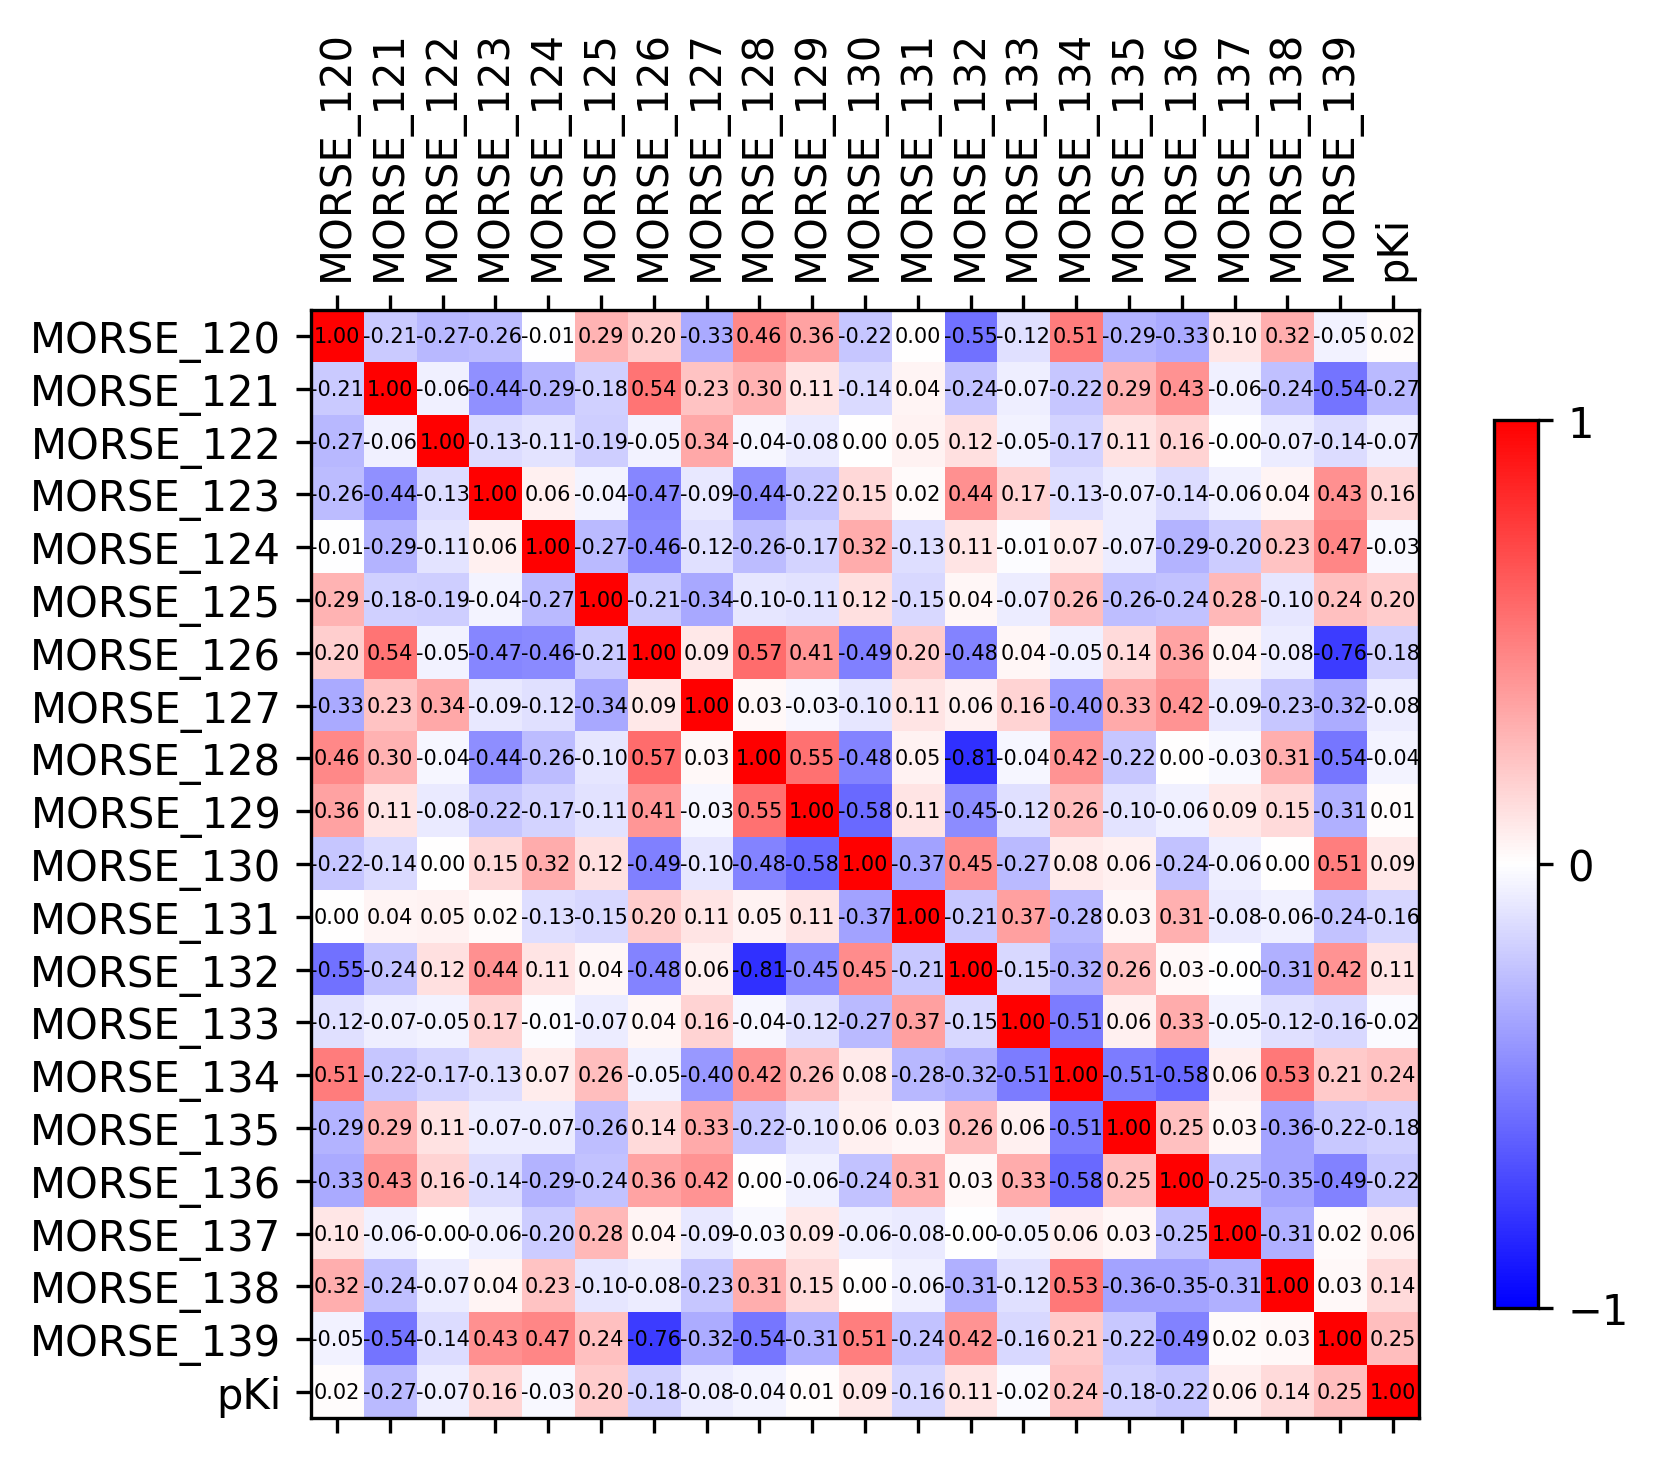 MORSE_120 MORSE_121 MORSE_122 MORSE_123 MORSE_124 MORSE_125 MORSE_126 MORSE_127 MORSE_128 MORSE_129 MORSE_130 MORSE_131 MORSE_132 MORSE_133 MORSE_134 MORSE_135 MORSE_136 MORSE_137 MORSE_138 MORSE_139 pKi
MORSE_120 1.00 -0.21 -0.27 -0.26 -0.01 0.29 0.20 -0.33 0.46 0.36 -0.22 0.00 -0.55 -0.12 0.51 -0.29 -0.33 0.10 0.32 -0.05 0.02
MORSE_121 -0.21 1.00 -0.06 -0.44 -0.29 -0.18 0.54 0.23 0.30 0.11 -0.14 0.04 -0.24 -0.07 -0.22 0.29 0.43 -0.06 -0.24 -0.54 -0.27
MORSE_122 -0.27 -0.06 1.00 -0.13 -0.11 -0.19 -0.05 0.34 -0.04 -0.08 0.00 0.05 0.12 -0.05 -0.17 0.11 0.16 -0.00 -0.07 -0.14 -0.07
MORSE_123 -0.26 -0.44 -0.13 1.00 0.06 -0.04 -0.47 -0.09 -0.44 -0.22 0.15 0.02 0.44 0.17 -0.13 -0.07 -0.14 -0.06 0.04 0.43 0.16
MORSE_124 -0.01 -0.29 -0.11 0.06 1.00 -0.27 -0.46 -0.12 -0.26 -0.17 0.32 -0.13 0.11 -0.01 0.07 -0.07 -0.29 -0.20 0.23 0.47 -0.03
MORSE_125 0.29 -0.18 -0.19 -0.04 -0.27 1.00 -0.21 -0.34 -0.10 -0.11 0.12 -0.15 0.04 -0.07 0.26 -0.26 -0.24 0.28 -0.10 0.24 0.20
MORSE_126 0.20 0.54 -0.05 -0.47 -0.46 -0.21 1.00 0.09 0.57 0.41 -0.49 0.20 -0.48 0.04 -0.05 0.14 0.36 0.04 -0.08 -0.76 -0.18
MORSE_127 -0.33 0.23 0.34 -0.09 -0.12 -0.34 0.09 1.00 0.03 -0.03 -0.10 0.11 0.06 0.16 -0.40 0.33 0.42 -0.09 -0.23 -0.32 -0.08
MORSE_128 0.46 0.30 -0.04 -0.44 -0.26 -0.10 0.57 0.03 1.00 0.55 -0.48 0.05 -0.81 -0.04 0.42 -0.22 0.00 -0.03 0.31 -0.54 -0.04
MORSE_129 0.36 0.11 -0.08 -0.22 -0.17 -0.11 0.41 -0.03 0.55 1.00 -0.58 0.11 -0.45 -0.12 0.26 -0.10 -0.06 0.09 0.15 -0.31 0.01
MORSE_130 -0.22 -0.14 0.00 0.15 0.32 0.12 -0.49 -0.10 -0.48 -0.58 1.00 -0.37 0.45 -0.27 0.08 0.06 -0.24 -0.06 0.00 0.51 0.09
MORSE_131 0.00 0.04 0.05 0.02 -0.13 -0.15 0.20 0.11 0.05 0.11 -0.37 1.00 -0.21 0.37 -0.28 0.03 0.31 -0.08 -0.06 -0.24 -0.16
MORSE_132 -0.55 -0.24 0.12 0.44 0.11 0.04 -0.48 0.06 -0.81 -0.45 0.45 -0.21 1.00 -0.15 -0.32 0.26 0.03 -0.00 -0.31 0.42 0.11
MORSE_133 -0.12 -0.07 -0.05 0.17 -0.01 -0.07 0.04 0.16 -0.04 -0.12 -0.27 0.37 -0.15 1.00 -0.51 0.06 0.33 -0.05 -0.12 -0.16 -0.02
MORSE_134 0.51 -0.22 -0.17 -0.13 0.07 0.26 -0.05 -0.40 0.42 0.26 0.08 -0.28 -0.32 -0.51 1.00 -0.51 -0.58 0.06 0.53 0.21 0.24
MORSE_135 -0.29 0.29 0.11 -0.07 -0.07 -0.26 0.14 0.33 -0.22 -0.10 0.06 0.03 0.26 0.06 -0.51 1.00 0.25 0.03 -0.36 -0.22 -0.18
MORSE_136 -0.33 0.43 0.16 -0.14 -0.29 -0.24 0.36 0.42 0.00 -0.06 -0.24 0.31 0.03 0.33 -0.58 0.25 1.00 -0.25 -0.35 -0.49 -0.22
MORSE_137 0.10 -0.06 -0.00 -0.06 -0.20 0.28 0.04 -0.09 -0.03 0.09 -0.06 -0.08 -0.00 -0.05 0.06 0.03 -0.25 1.00 -0.31 0.02 0.06
MORSE_138 0.32 -0.24 -0.07 0.04 0.23 -0.10 -0.08 -0.23 0.31 0.15 0.00 -0.06 -0.31 -0.12 0.53 -0.36 -0.35 -0.31 1.00 0.03 0.14
MORSE_139 -0.05 -0.54 -0.14 0.43 0.47 0.24 -0.76 -0.32 -0.54 -0.31 0.51 -0.24 0.42 -0.16 0.21 -0.22 -0.49 0.02 0.03 1.00 0.25
pKi 0.02 -0.27 -0.07 0.16 -0.03 0.20 -0.18 -0.08 -0.04 0.01 0.09 -0.16 0.11 -0.02 0.24 -0.18 -0.22 0.06 0.14 0.25 1.00
1
0
−1